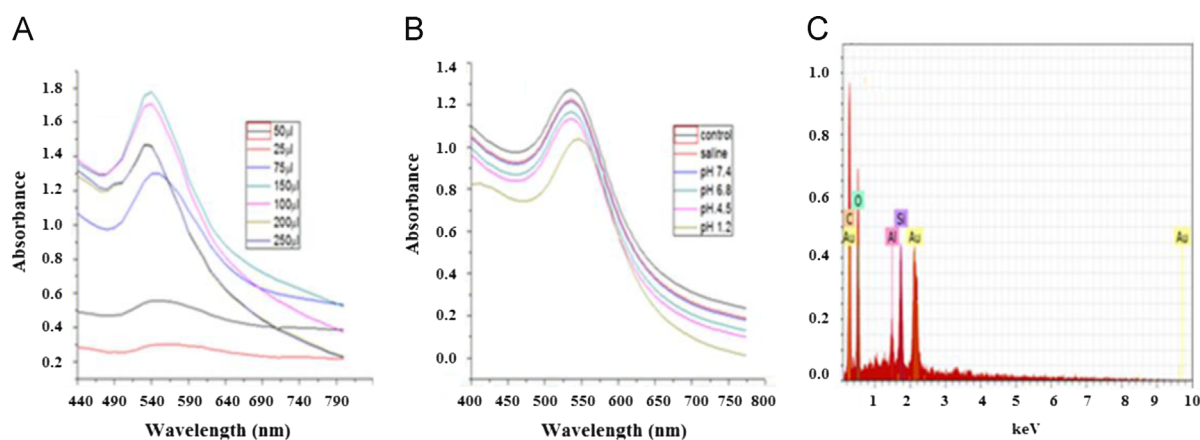 A
Absorbance
1.8
1.6
1.4
1.2
1.0
0.8
0.6
0.4
0.2
440 490 540 590 640 690 740 790
Wavelength (nm)
50µl
25µl
75µl
150µl
100µl
200µl
250µl
B
Absorbance
1.4
1.2
1.0
0.8
0.6
0.4
0.2
0.0
400 450 500 550 600 650 700 750 800
Wavelength (nm)
control
saline
pH 7.4
pH 6.8
pH.4.5
pH 1.2
C
1.0
0.8
0.6
0.4
0.2
0.0
C
Au
O
Al
Si
Au
Au
1 2 3 4 5 6 7 8 9 10
keV